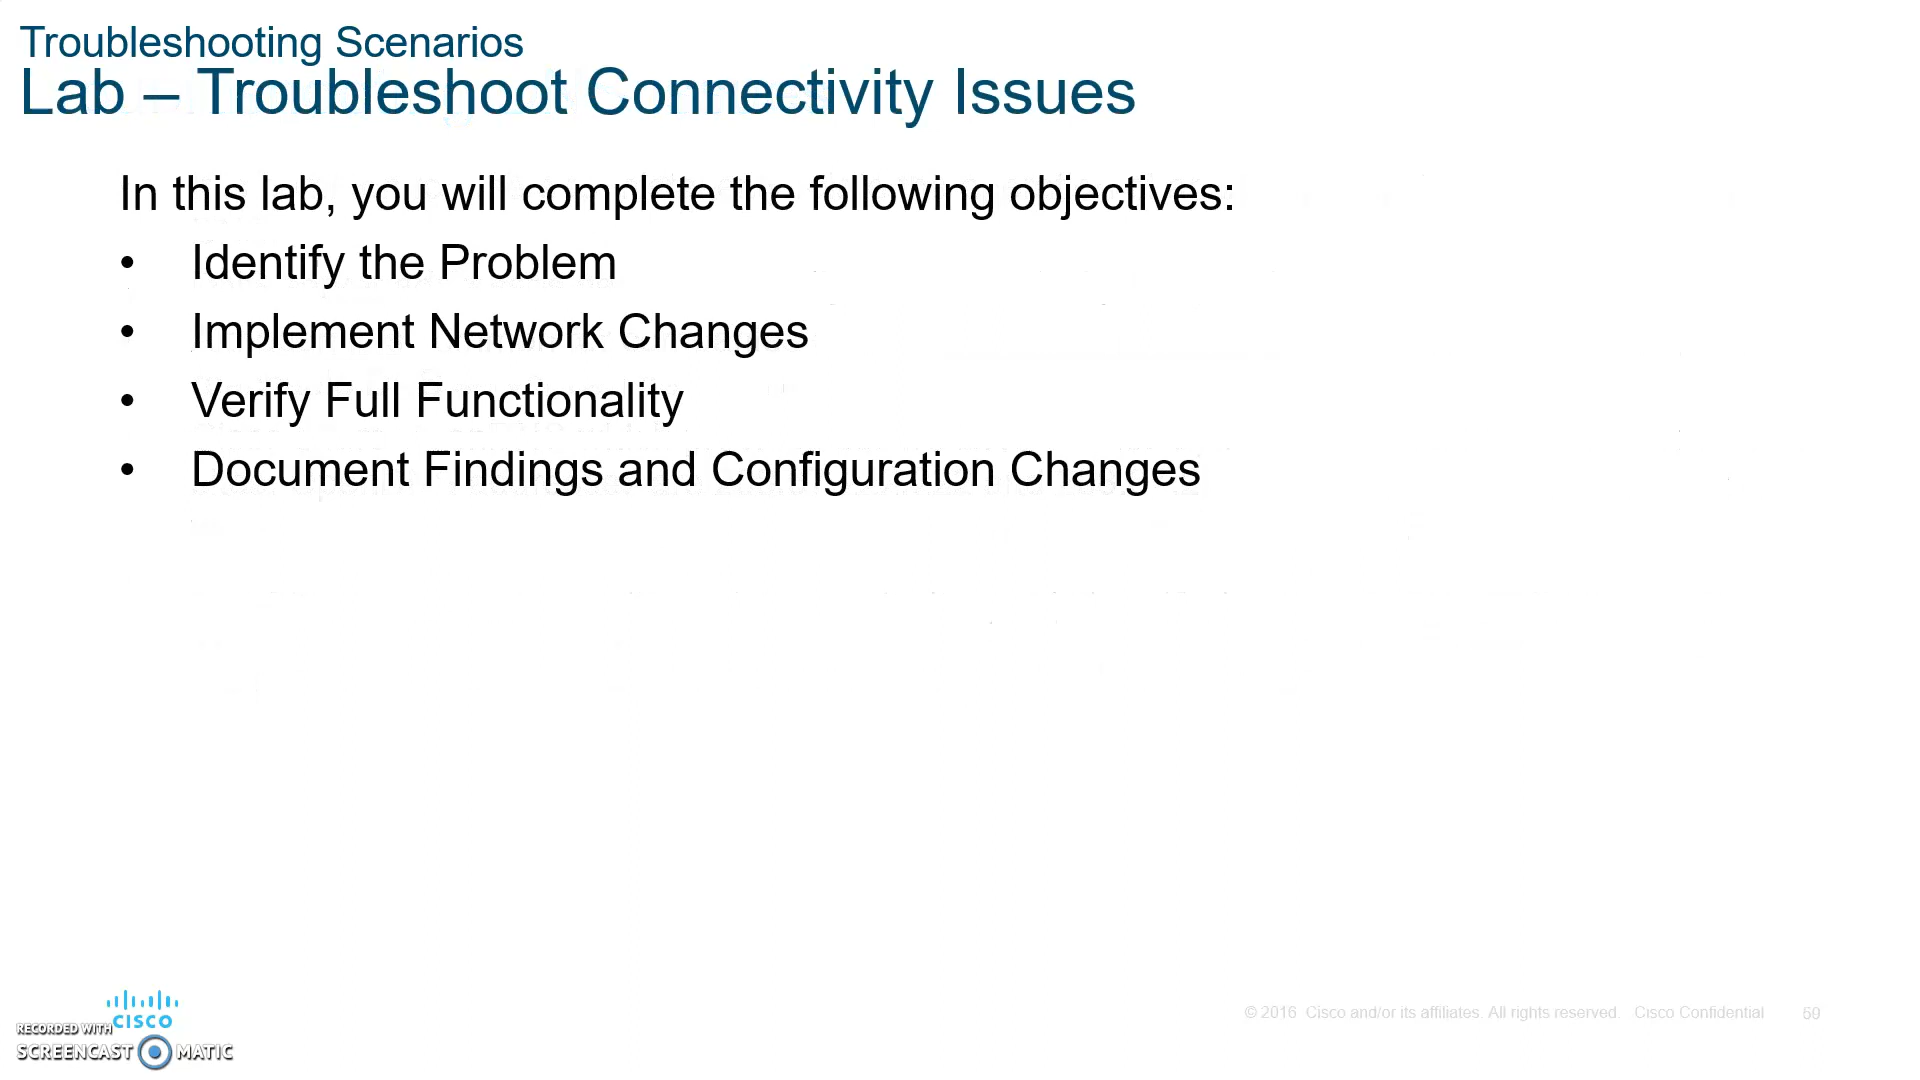 Troubleshooting Scenarios
Lab – Troubleshoot Connectivity Issues
In this lab, you will complete the following objectives:
• Identify the Problem
• Implement Network Changes
• Verify Full Functionality
• Document Findings and Configuration Changes
CISCO
RECORDED WITH
SCREENCAST MATIC
© 2016 Cisco and/or its affiliates. All rights reserved. Cisco Confidential